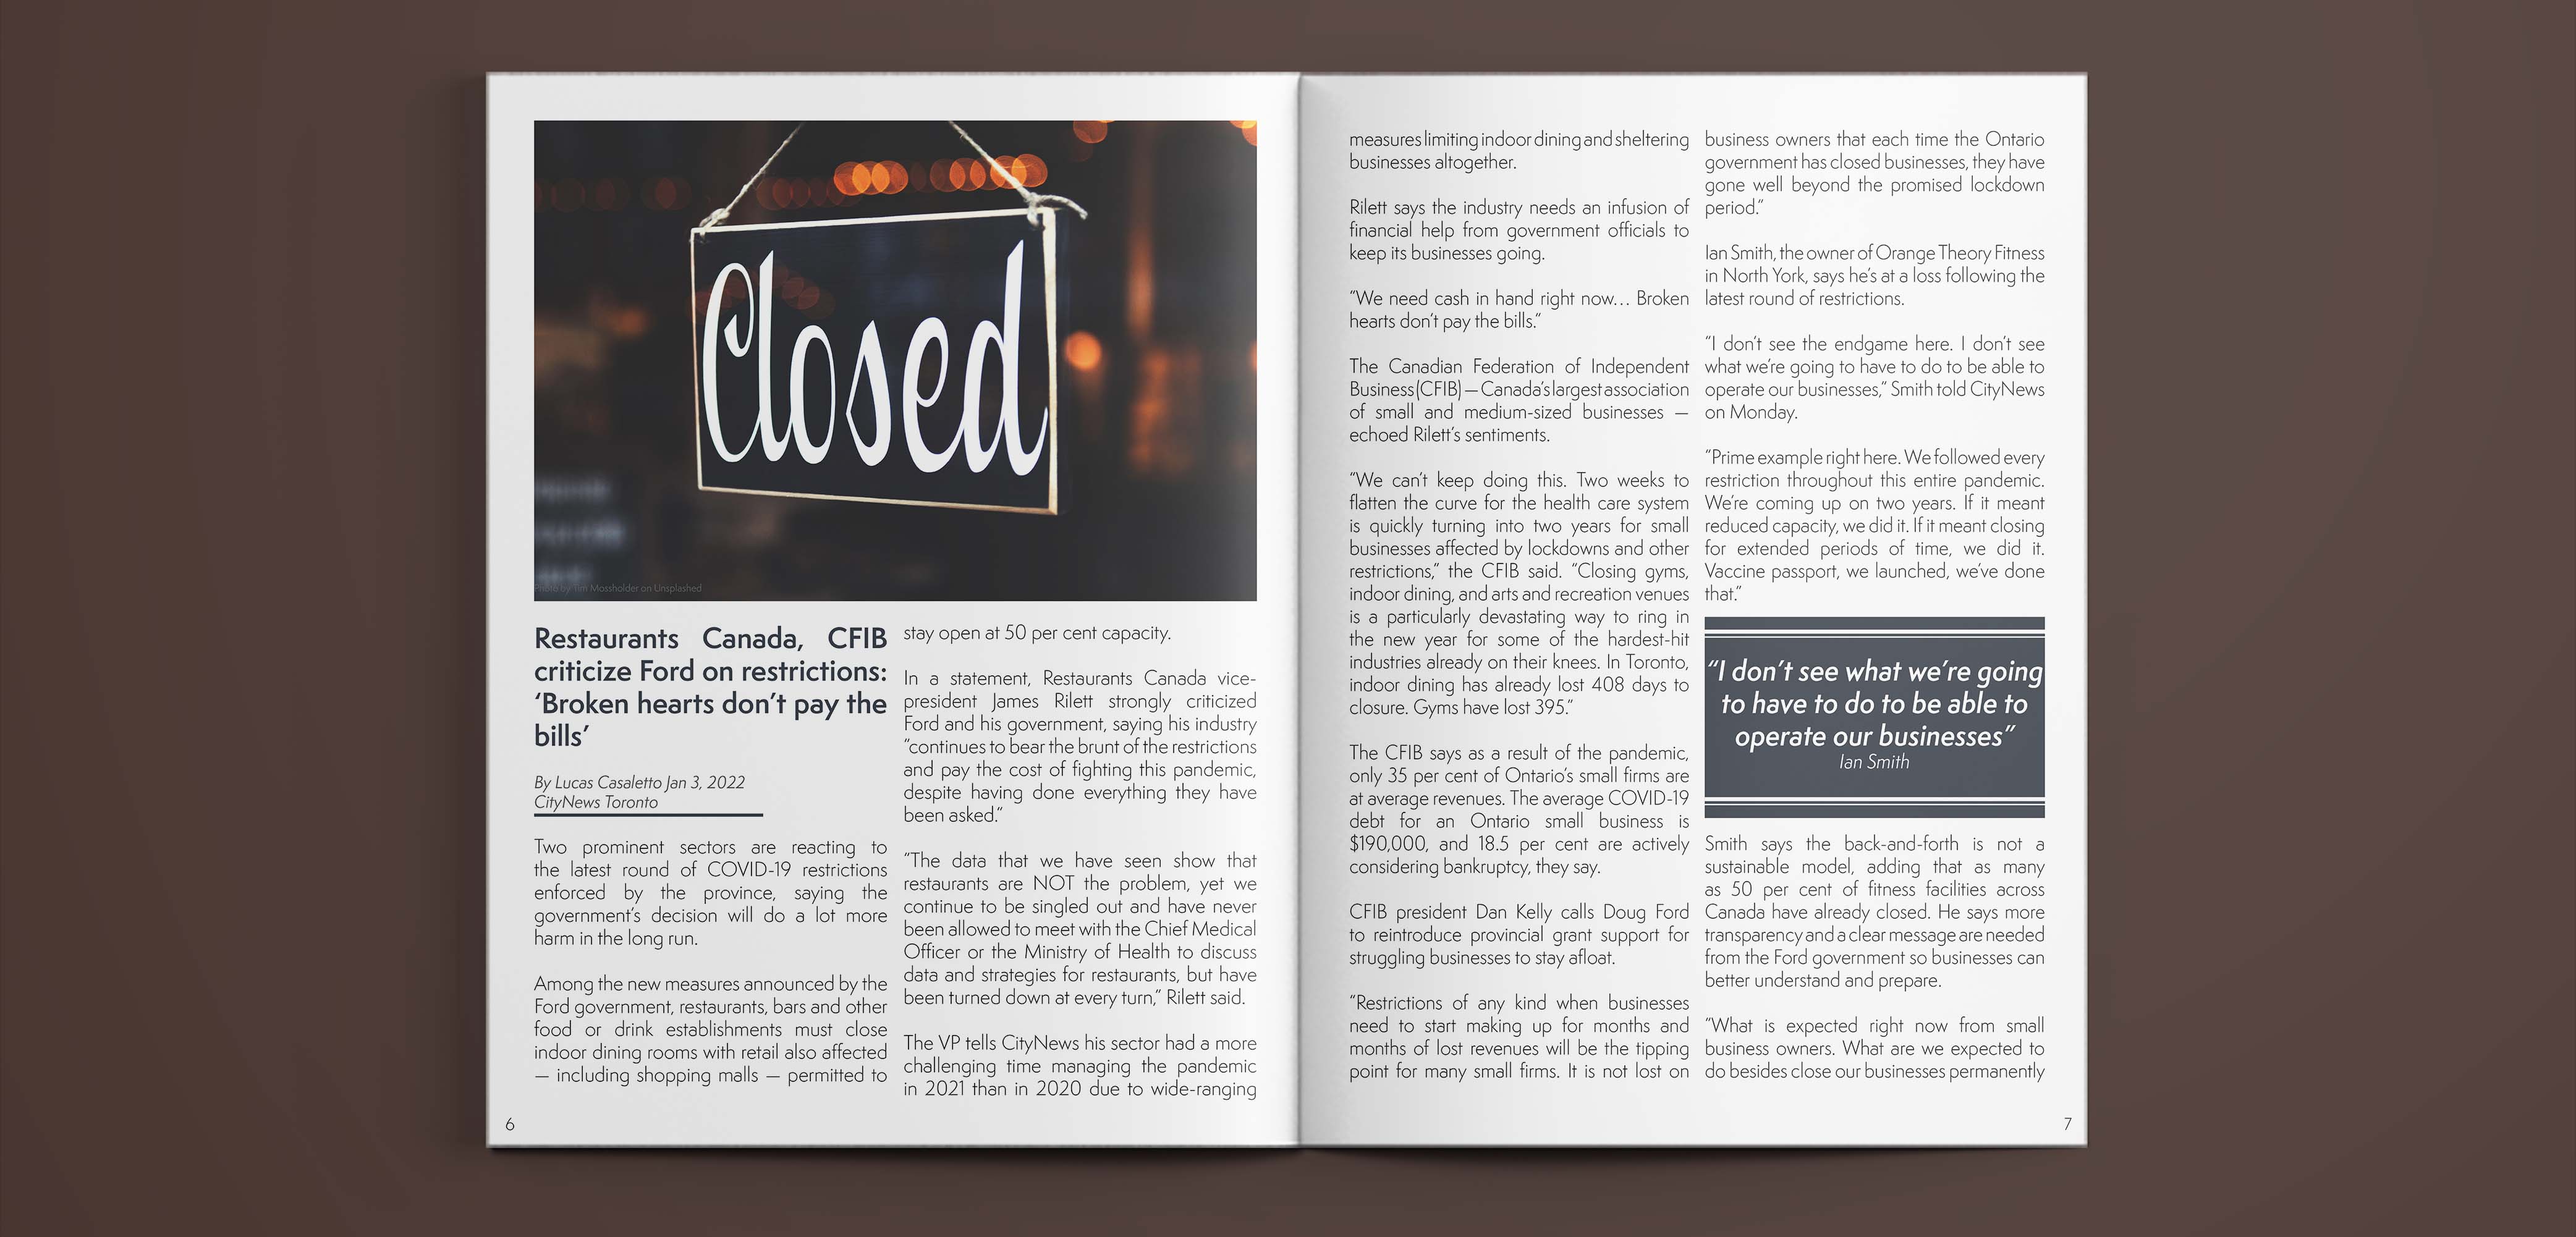 Closed
Photo by Tim Mossholder on Unsplashed
Restaurants Canada, CFIB
criticize Ford on restrictions:
‘Broken hearts don’t pay the
bills’
By Lucas Casaletto Jan 3, 2022
CityNews Toronto
Two prominent sectors are reacting to
the latest round of COVID-19 restrictions
enforced by the province, saying the
government’s decision will do a lot more
harm in the long run.
Among the new measures announced by the
Ford government, restaurants, bars and other
food or drink establishments must close
indoor dining rooms with retail also affected
— including shopping malls — permitted to
stay open at 50 per cent capacity.
In a statement, Restaurants Canada vice-
president James Rilett strongly criticized
Ford and his government, saying his industry
“continues to bear the brunt of the restrictions
and pay the cost of fighting this pandemic,
despite having done everything they have
been asked.”
“The data that we have seen show that
restaurants are NOT the problem, yet we
continue to be singled out and have never
been allowed to meet with the Chief Medical
Officer or the Ministry of Health to discuss
data and strategies for restaurants, but have
been turned down at every turn,” Rilett said.
The VP tells CityNews his sector had a more
challenging time managing the pandemic
in 2021 than in 2020 due to wide-ranging
6
measures limiting indoor dining and sheltering
businesses altogether.
Rilett says the industry needs an infusion of
financial help from government officials to
keep its businesses going.
“We need cash in hand right now… Broken
hearts don’t pay the bills.”
The Canadian Federation of Independent
Business (CFIB) — Canada’s largest association
of small and medium-sized businesses —
echoed Rilett’s sentiments.
“We can’t keep doing this. Two weeks to
flatten the curve for the health care system
is quickly turning into two years for small
businesses affected by lockdowns and other
restrictions,” the CFIB said. “Closing gyms,
indoor dining, and arts and recreation venues
is a particularly devastating way to ring in
the new year for some of the hardest-hit
industries already on their knees. In Toronto,
indoor dining has already lost 408 days to
closure. Gyms have lost 395.”
The CFIB says as a result of the pandemic,
only 35 per cent of Ontario’s small firms are
at average revenues. The average COVID-19
debt for an Ontario small business is
$190,000, and 18.5 per cent are actively
considering bankruptcy, they say.
CFIB president Dan Kelly calls Doug Ford
to reintroduce provincial grant support for
struggling businesses to stay afloat.
“Restrictions of any kind when businesses
need to start making up for months and
months of lost revenues will be the tipping
point for many small firms. It is not lost on
business owners that each time the Ontario
government has closed businesses, they have
gone well beyond the promised lockdown
period.”
Ian Smith, the owner of Orange Theory Fitness
in North York, says he’s at a loss following the
latest round of restrictions.
“I don’t see the endgame here. I don’t see
what we’re going to have to do to be able to
operate our businesses,” Smith told CityNews
on Monday.
“Prime example right here. We followed every
restriction throughout this entire pandemic.
We’re coming up on two years. If it meant
reduced capacity, we did it. If it meant closing
for extended periods of time, we did it.
Vaccine passport, we launched, we’ve done
that.”
“I don’t see what we’re going
to have to do to be able to
operate our businesses”
Ian Smith
Smith says the back-and-forth is not a
sustainable model, adding that as many
as 50 per cent of fitness facilities across
Canada have already closed. He says more
transparency and a clear message are needed
from the Ford government so businesses can
better understand and prepare.
“What is expected right now from small
business owners. What are we expected to
do besides close our businesses permanently
7